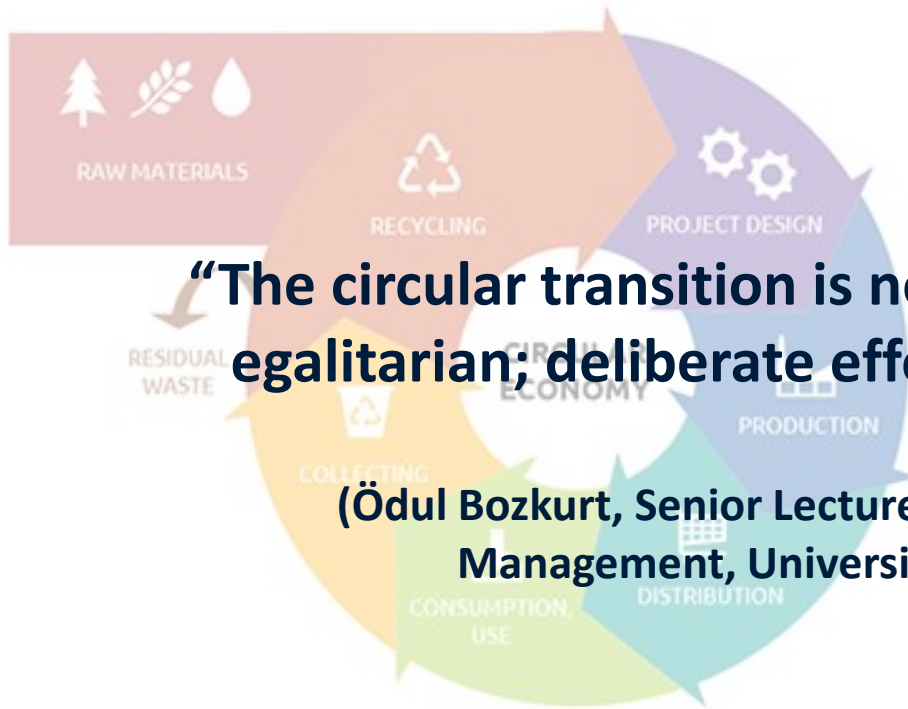 RAW MATERIALS
RECYCLING
PROJECT DESIGN
“The circular transition is
RESIDUAL
WASTE
egalitarian; deliberate
CIRCULAR
ECONOMY
PRODUCTION
COLLECTING
(Ödul Bozkurt, Senior
Management,
DISTRIBUTION
CONSUMPTION,
USE